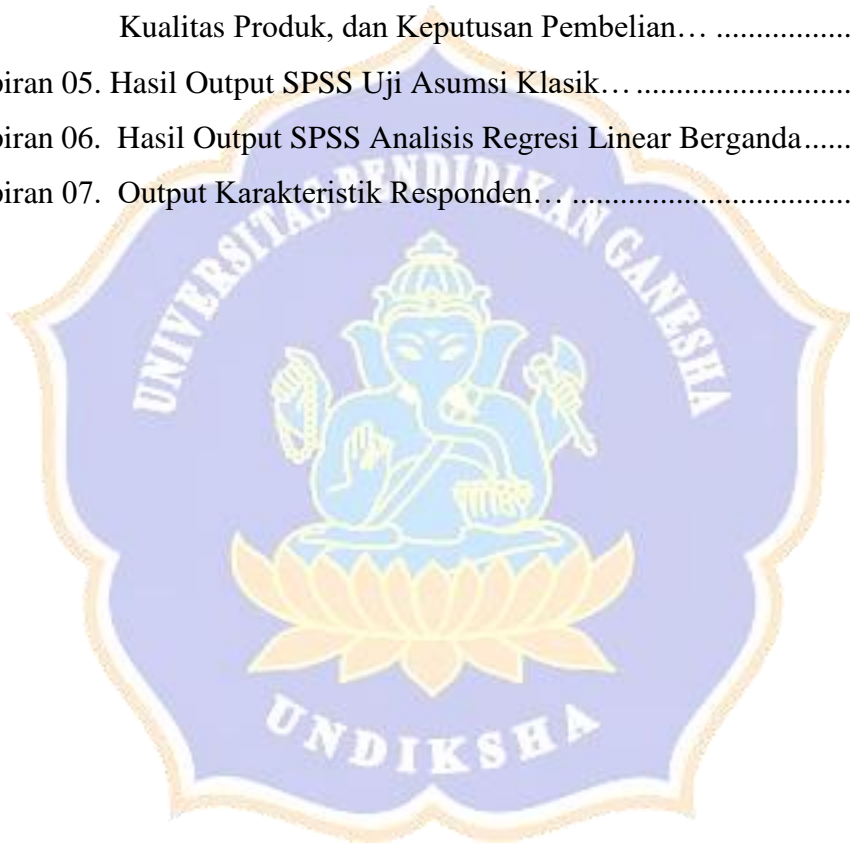 Kualitas Produk, dan Keputusan Pembelian… .................
piran 05. Hasil Output SPSS Uji Asumsi Klasik… ...........................
piran 06.  Hasil Output SPSS Analisis Regresi Linear Berganda......
piran 07.  Output Karakteristik Responden… ...................................
UNIVERSITAS PENDIDIKAN GANESHA
UNDIKSHA